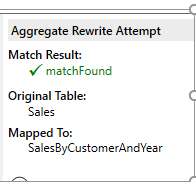 Aggregate Rewrite Attempt
Match Result:
matchFound
Original Table:
Sales
Mapped To:
SalesByCustomerAndYear